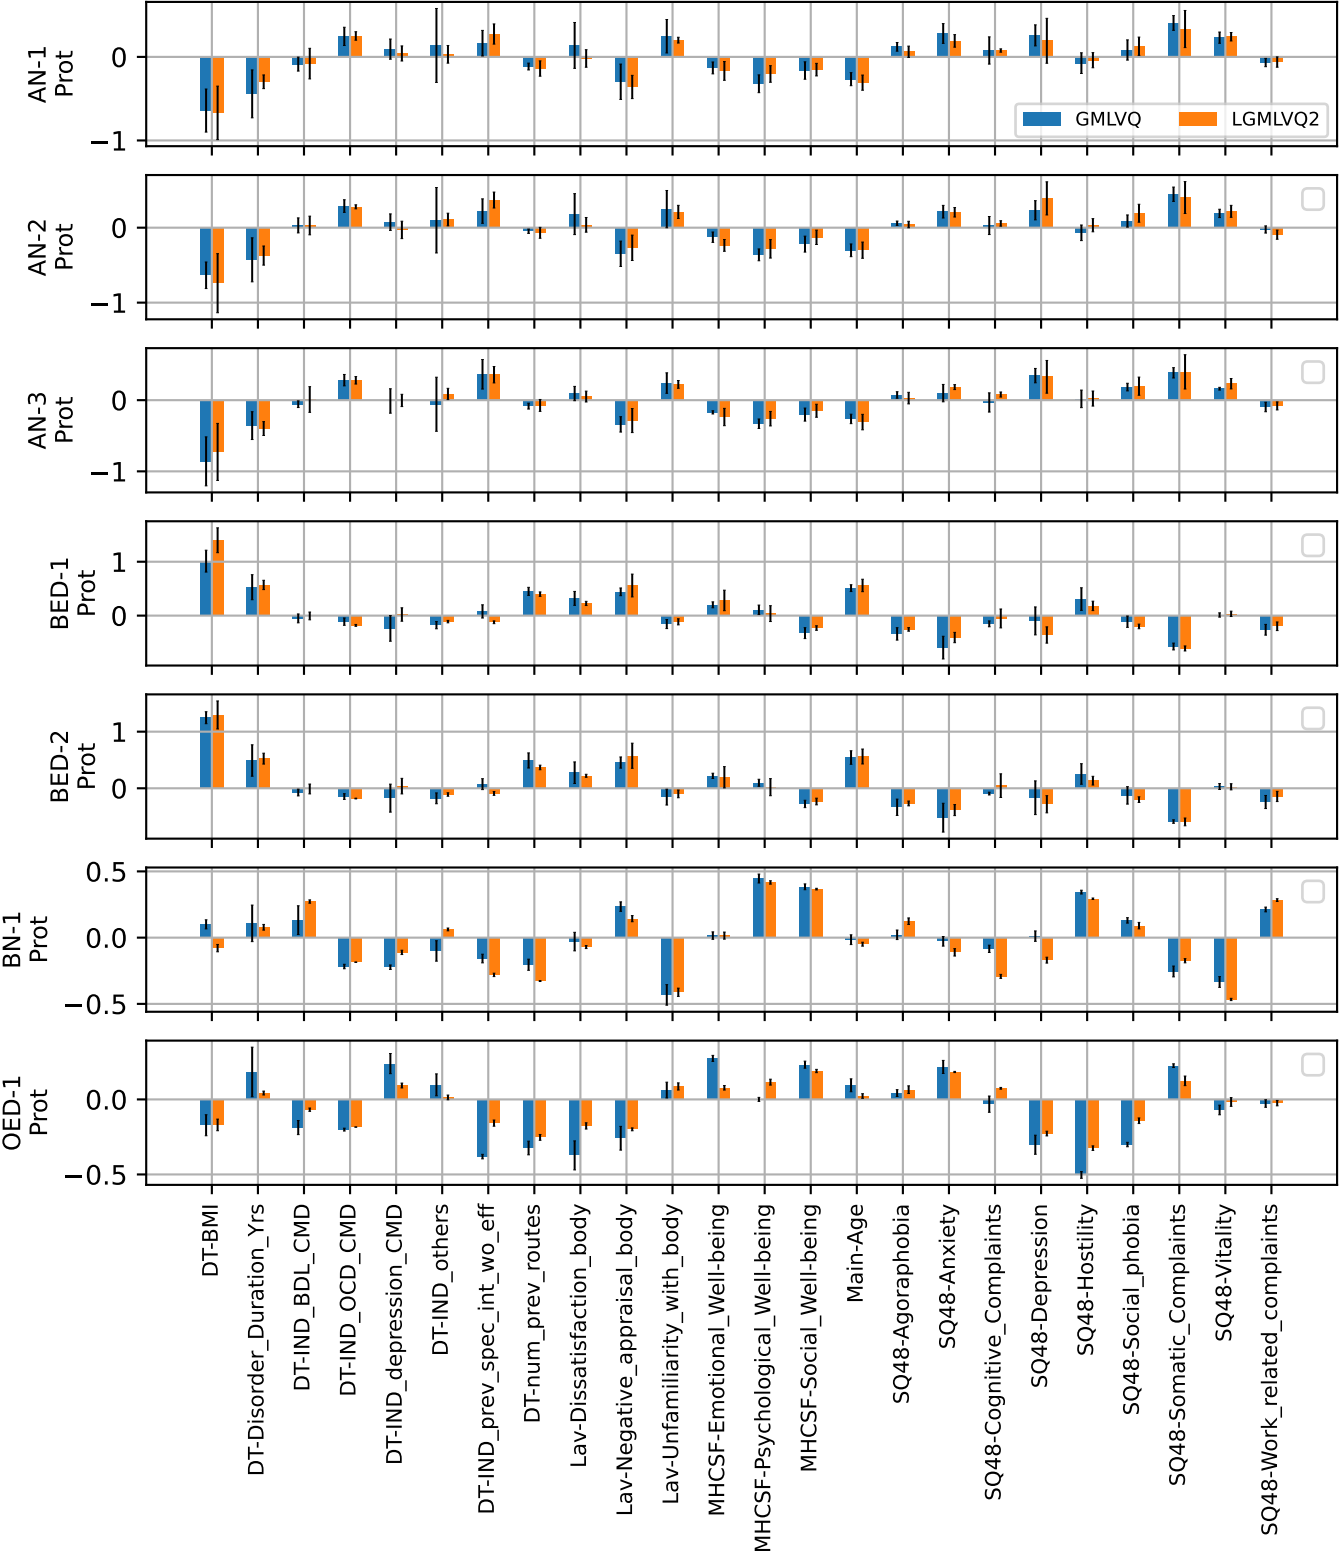 AN-1
Prot
0
−1
GMLVQ
LGMLVQ2
AN-2
Prot
0
−1
AN-3
Prot
0
−1
BED-1
Prot
1
0
BED-2
Prot
1
0
BN-1
Prot
0.5
0.0
−0.5
OED-1
Prot
0.0
−0.5
DT-BMI
DT-Disorder_Duration_Yrs
DT-IND_BDL_CMD
DT-IND_OCD_CMD
DT-IND_depression_CMD
DT-IND_others
DT-IND_prev_spec_int_wo_eff
DT-num_prev_routes
Lav-Dissatisfaction_body
Lav-Negative_appraisal_body
Lav-Unfamiliarity_with_body
MHCSF-Emotional_Well-being
MHCSF-Psychological_Well-being
MHCSF-Social_Well-being
Main-Age
SQ48-Agoraphobia
SQ48-Anxiety
SQ48-Cognitive_Complaints
SQ48-Depression
SQ48-Hostility
SQ48-Social_phobia
SQ48-Somatic_Complaints
SQ48-Vitality
SQ48-Work_related_complaints